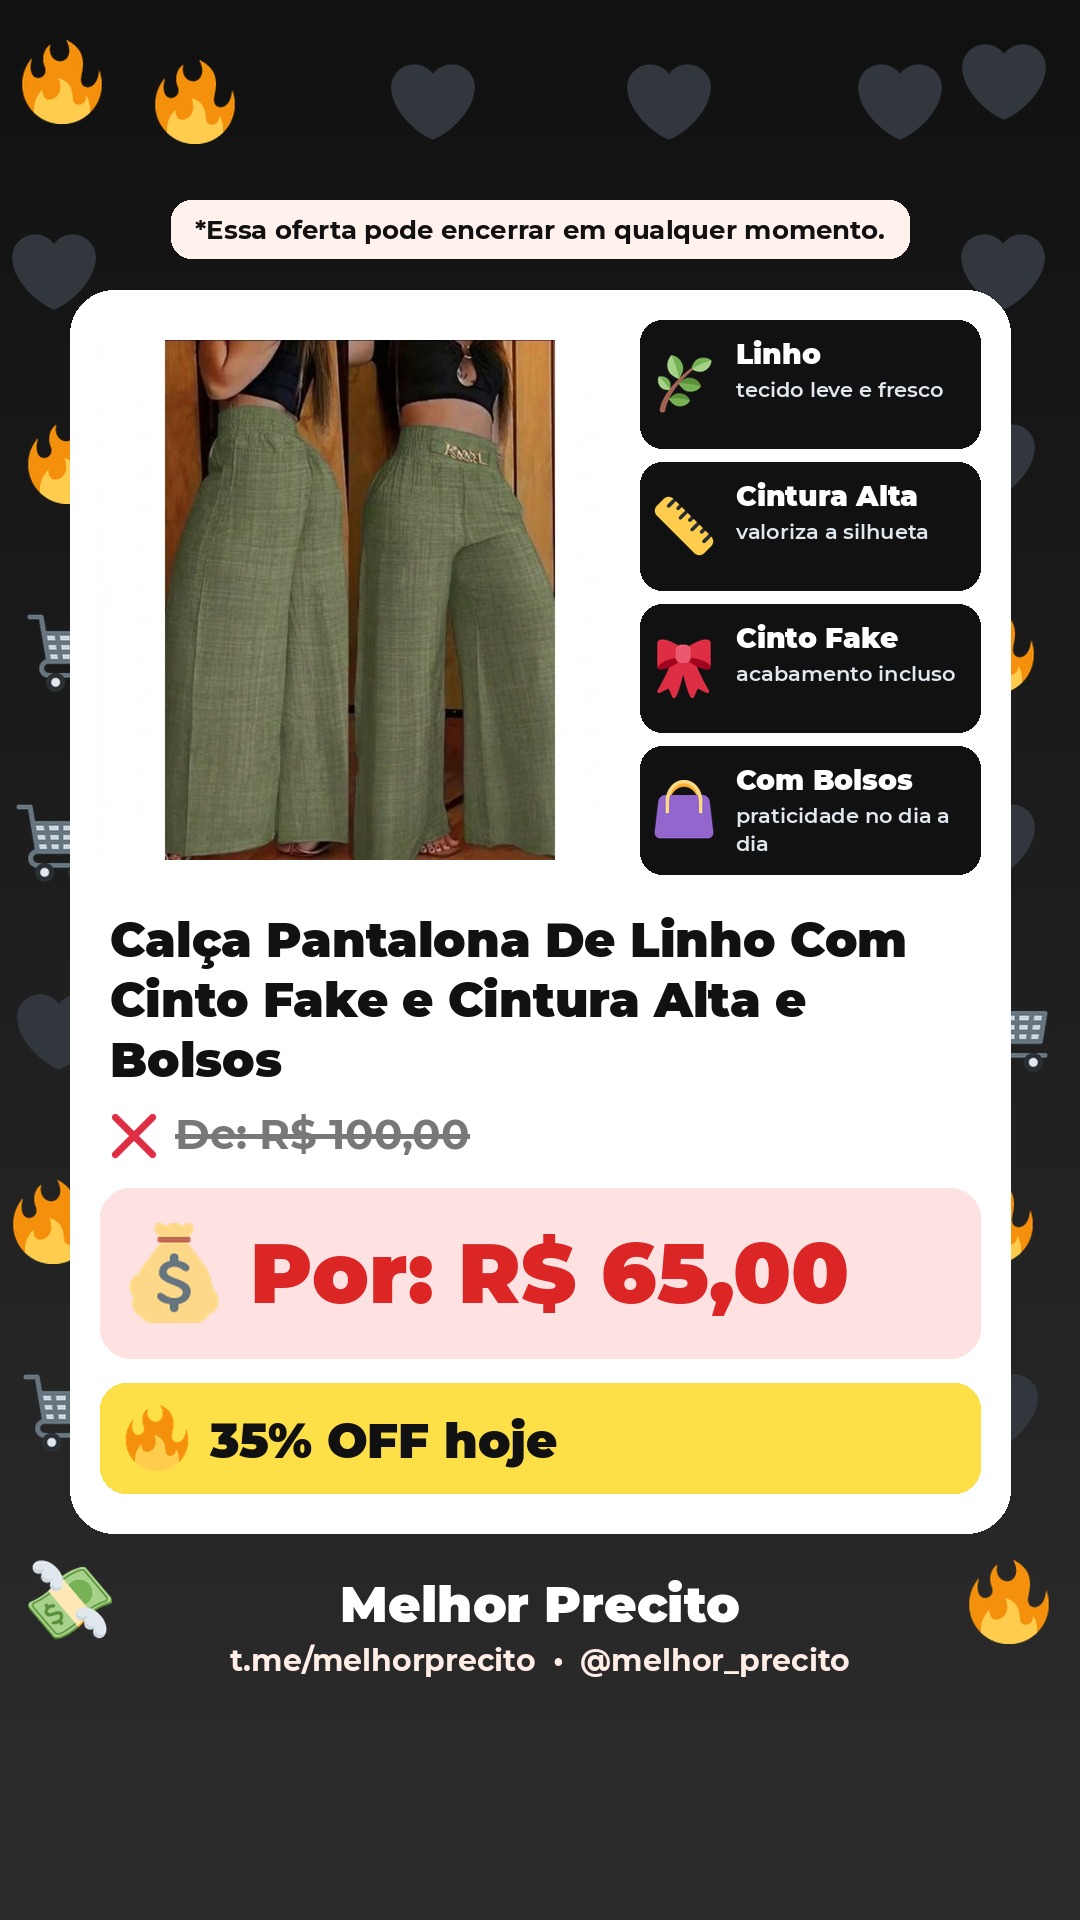 *Essa oferta pode encerrar em qualquer momento.
Linho
tecido leve e fresco
Cintura Alta
valoriza a silhueta
Cinto Fake
acabamento incluso
Com Bolsos
praticidade no dia a
dia
Calça Pantalona De Linho Com
Cinto Fake e Cintura Alta e
Bolsos
De: R$ 100,00
Por: R$ 65,00
35% OFF hoje
Melhor Precito
t.me/melhorprecito • @melhor_precito